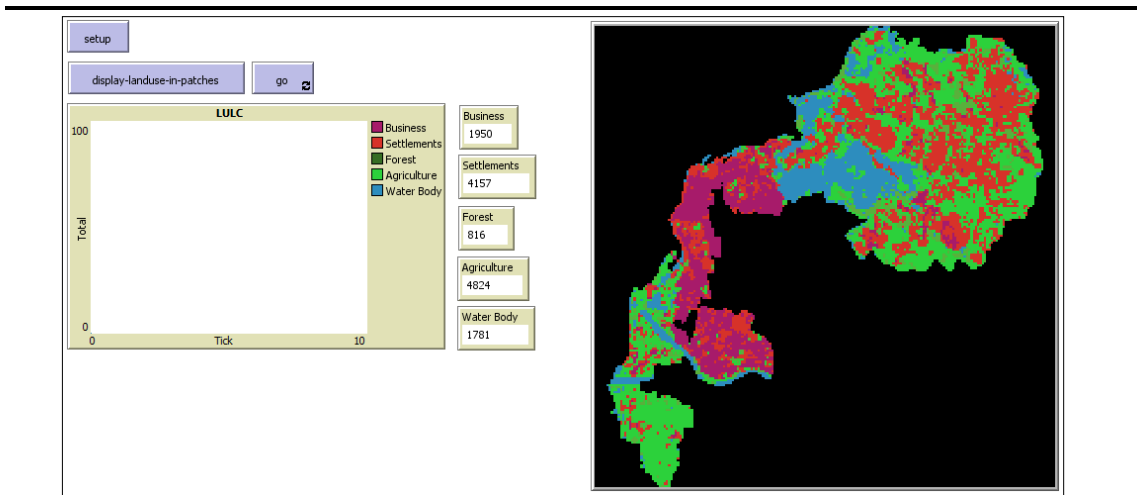 setup
display-landuse-in-patches
go
LULC
100
Total
0
0
Tick
10
Business
Settlements
Forest
Agriculture
Water Body
Business
1950
Settlements
4157
Forest
816
Agriculture
4824
Water Body
1781